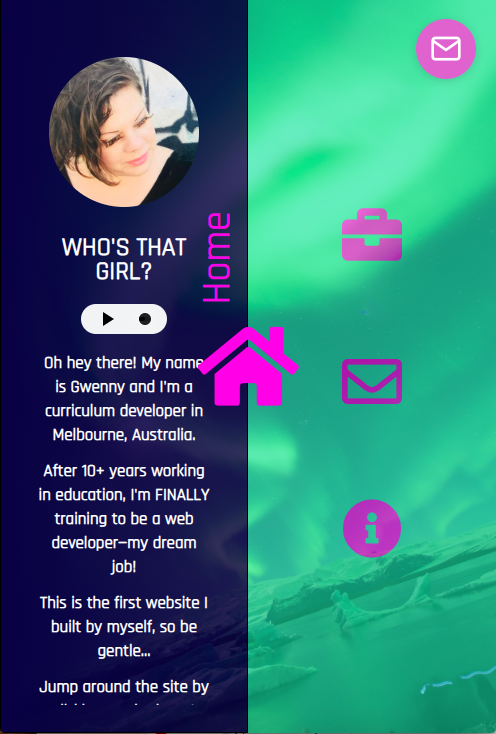 WHO'S THAT
GIRL?
Home
Oh hey there! My name
is Gwenny and I'm a
curriculum developer in
Melbourne, Australia.
After 10+ years working
in education, I'm FINALLY
training to be a web
developer—my dream
job!
This is the first website I
built by myself, so be
gentle...
Jump around the site by